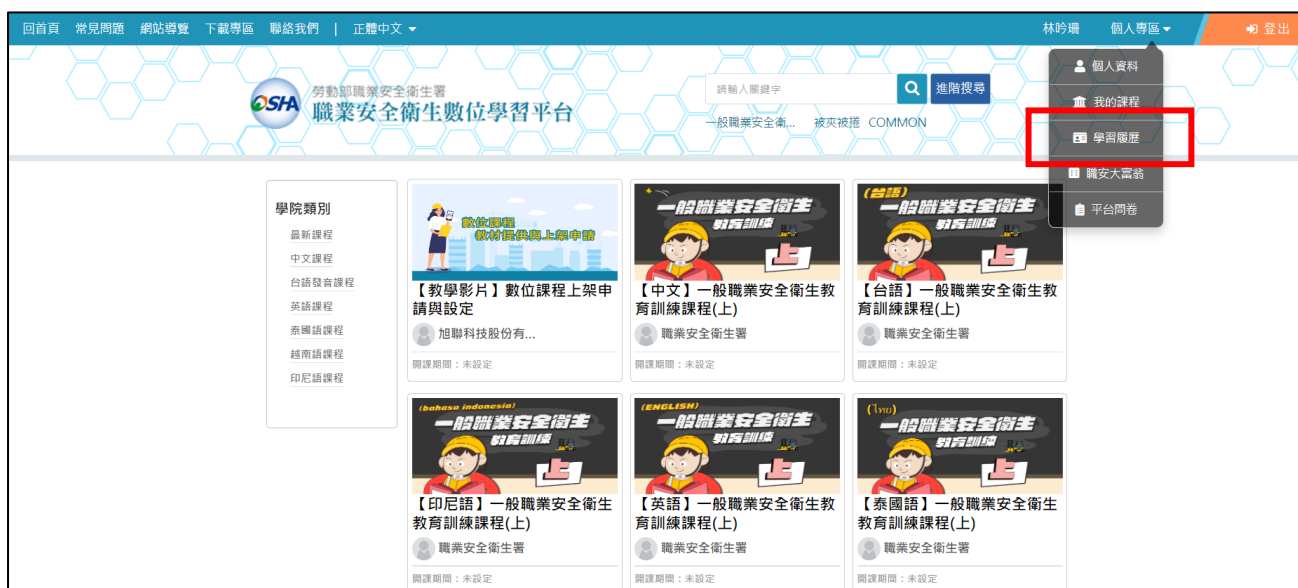 回首頁 常見問題 網站導覽 下載專區 聯絡我們 | 正體中文
林吟珊 個人專區 登出
個人資料
我的課程
學習履歷
職安大富翁
平台問卷
OSHA
勞動部職業安全衛生署
職業安全衛生數位學習平台
請輸入關鍵字
進階搜尋
一般職業安全衛... 被夾被捲 COMMON
學院類別
最新課程
中文課程
台語發音課程
英語課程
泰國語課程
越南語課程
印尼語課程
數位課程
教材提供與上架申請
【教學影片】數位課程上架申
請與設定
旭聯科技股份有...
開課期間：未設定
一般職業安全衛生
教育訓練
上
【中文】一般職業安全衛生教
育訓練課程(上)
職業安全衛生署
開課期間：未設定
(台語)
一般職業安全衛生
教育訓練
上
【台語】一般職業安全衛生教
育訓練課程(上)
職業安全衛生署
開課期間：未設定
(bahasa indonesia)
一般職業安全衛生
教育訓練
上
【印尼語】一般職業安全衛生
教育訓練課程(上)
職業安全衛生署
開課期間：未設定
(ENGLISH)
一般職業安全衛生
教育訓練
上
【英語】一般職業安全衛生教
育訓練課程(上)
職業安全衛生署
開課期間：未設定
(ไทย)
一般職業安全衛生
教育訓練
上
【泰國語】一般職業安全衛生
教育訓練課程(上)
職業安全衛生署
開課期間：未設定